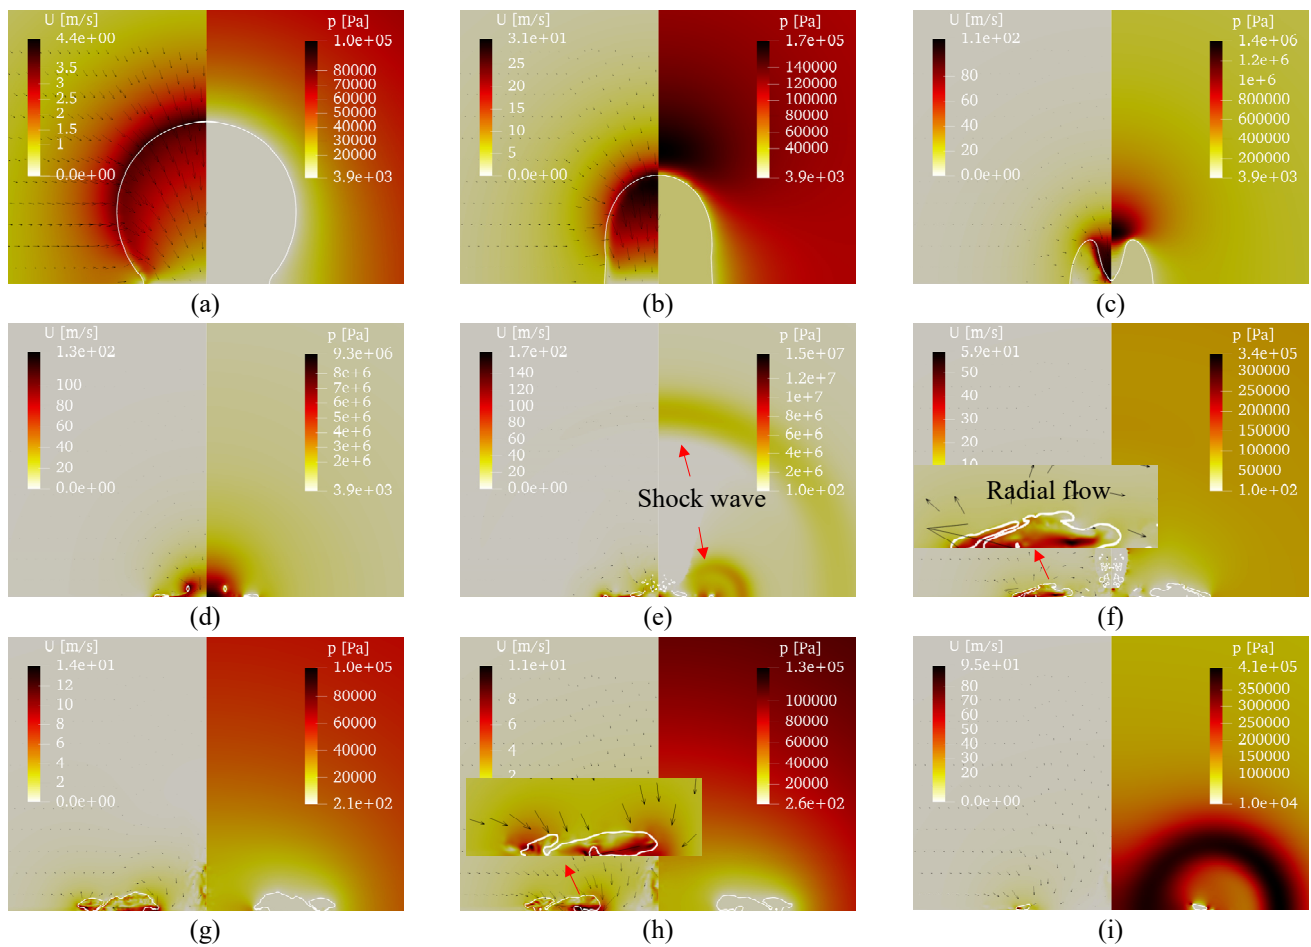 U [m/s]
4.4e+00
3.5
3
2.5
2
1.5
1
0.0e+00
p [Pa]
1.0e+05
80000
70000
60000
50000
40000
30000
20000
3.9e+03
(a)
U [m/s]
3.1e+01
25
20
15
10
5
0.0e+00
p [Pa]
1.7e+05
140000
120000
100000
80000
60000
40000
3.9e+03
(b)
U [m/s]
1.1e+02
80
60
40
20
0.0e+00
p [Pa]
1.4e+06
1.2e+6
1e+6
800000
600000
400000
200000
3.9e+03
(c)
U [m/s]
1.3e+02
100
80
60
40
20
0.0e+00
p [Pa]
9.3e+06
8e+6
7e+6
6e+6
5e+6
4e+6
3e+6
2e+6
3.9e+03
(d)
U [m/s]
1.7e+02
140
120
100
80
60
40
20
0.0e+00
p [Pa]
1.5e+07
1.2e+7
1e+7
8e+6
6e+6
4e+6
2e+6
1.0e+02
Shock wave
(e)
U [m/s]
5.9e+01
50
40
30
20
10
p [Pa]
3.4e+05
300000
250000
200000
150000
100000
50000
1.0e+02
Radial flow
(f)
U [m/s]
1.4e+01
12
10
8
6
4
2
0.0e+00
p [Pa]
1.0e+05
80000
60000
40000
20000
2.1e+02
(g)
U [m/s]
1.1e+01
8
6
4
2
p [Pa]
1.3e+05
100000
80000
60000
40000
20000
2.6e+02
(h)
U [m/s]
9.5e+01
80
70
60
50
40
30
20
0.0e+00
p [Pa]
4.1e+05
350000
300000
250000
200000
150000
100000
1.0e+04
(i)